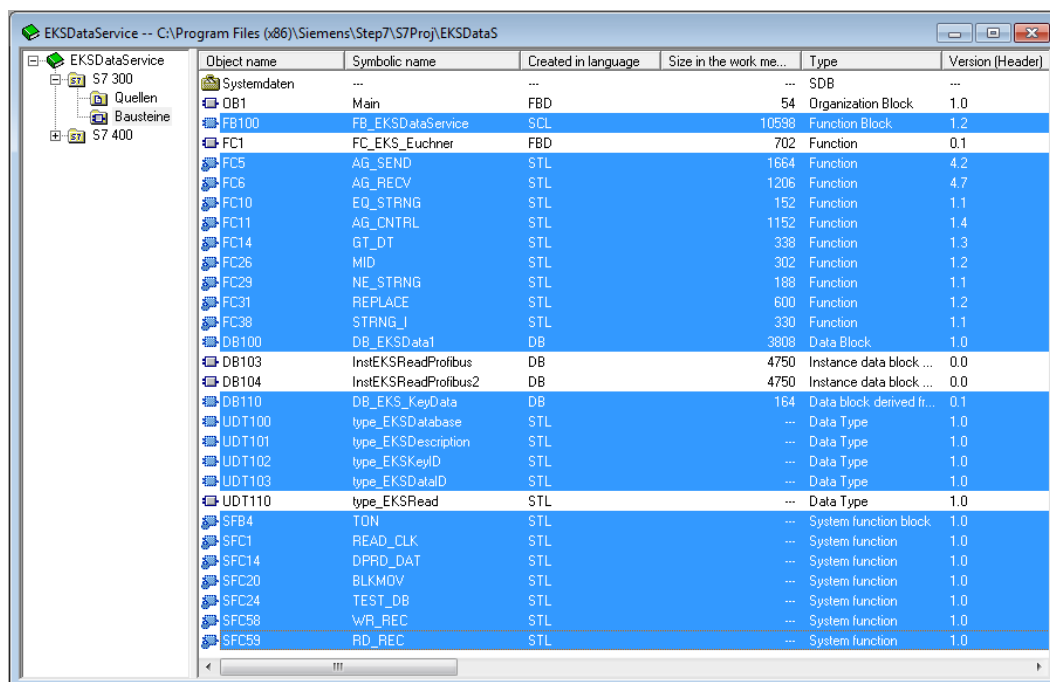 EKSDataService -- C:\Program Files (x86)\Siemens\Step7\S7Proj\EKSDataS
EKSDataService
S7 300
Quellen
Bausteine
S7 400
Object name Symbolic name Created in language Size in the work me... Type Version (Header)
Systemdaten --- --- --- SDB ---
OB1 Main FBD 54 Organization Block 1.0
FB100 FB_EKSDataService SCL 10598 Function Block 1.2
FC1 FC_EKS_Euchner FBD 702 Function 0.1
FC5 AG_SEND STL 1664 Function 4.2
FC6 AG_RECV STL 1206 Function 4.7
FC10 EQ_STRNG STL 152 Function 1.1
FC11 AG_CNTRL STL 1152 Function 1.4
FC14 GT_DT STL 338 Function 1.3
FC26 MID STL 302 Function 1.2
FC29 NE_STRNG STL 188 Function 1.1
FC31 REPLACE STL 600 Function 1.2
FC38 STRNG_I STL 330 Function 1.1
DB100 DB_EKSData1 DB 3808 Data Block 1.0
DB103 InstEKSReadProfibus DB 4750 Instance data block ... 0.0
DB104 InstEKSReadProfibus2 DB 4750 Instance data block ... 0.0
DB110 DB_EKS_KeyData DB 164 Data block derived fr... 0.1
UDT100 type_EKSDatabase STL --- Data Type 1.0
UDT101 type_EKSDescription STL --- Data Type 1.0
UDT102 type_EKSKeyID STL --- Data Type 1.0
UDT103 type_EKSDataID STL --- Data Type 1.0
UDT110 type_EKSRead STL --- Data Type 1.0
SFB4 TON STL --- System function block 1.0
SFC1 READ_CLK STL --- System function 1.0
SFC14 DPRD_DAT STL --- System function 1.0
SFC20 BLKMOV STL --- System function 1.0
SFC24 TEST_DB STL --- System function 1.0
SFC58 WR_REC STL --- System function 1.0
SFC59 RD_REC STL --- System function 1.0